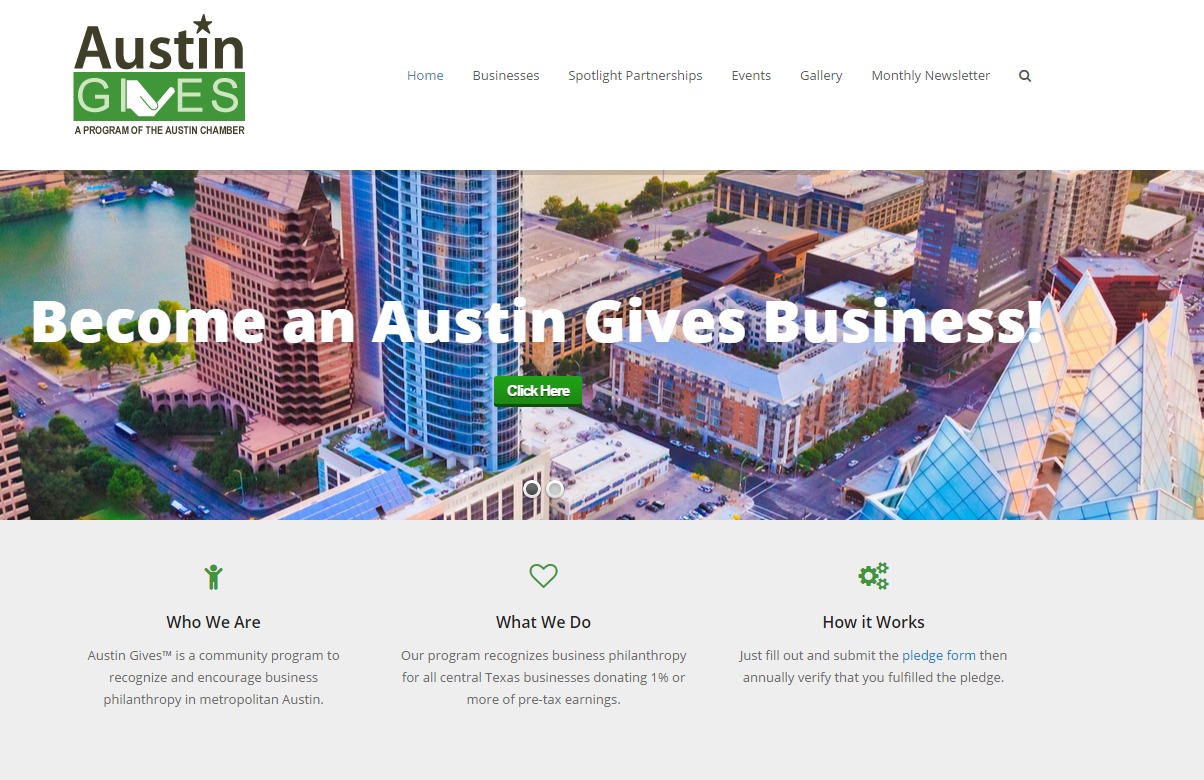 Austin
GIVES
A PROGRAM OF THE AUSTIN CHAMBER
Home Businesses Spotlight Partnerships Events Gallery Monthly Newsletter
Become an Austin Gives Business!
Click Here
Who We Are
Austin Gives™ is a community program to
recognize and encourage business
philanthropy in metropolitan Austin.
What We Do
Our program recognizes business philanthropy
for all central Texas businesses donating 1% or
more of pre-tax earnings.
How it Works
Just fill out and submit the pledge form then
annually verify that you fulfilled the pledge.